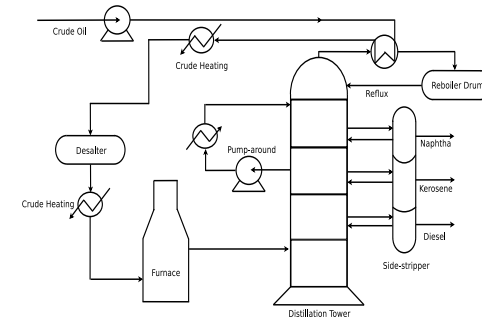 Crude Oil
Crude Heating
Reboiler Drum
Reflux
Desalter
Pump-around
Naphtha
Crude Heating
Kerosene
Diesel
Furnace
Side-stripper
Distillation Tower